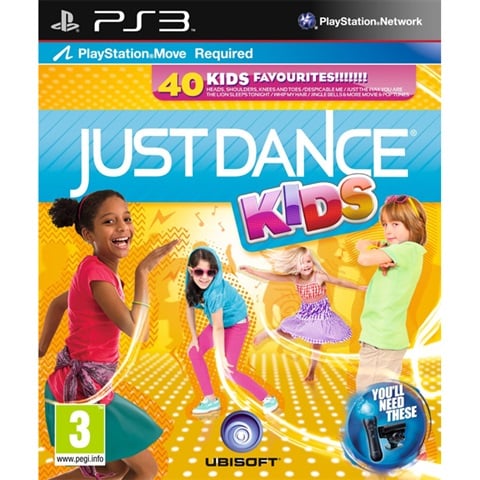 PS3
PlayStation®Network
PlayStation®Move Required
40 KIDS FAVOURITES!!!!!!!
HEADS, SHOULDERS, KNEES AND TOES / DESPICABLE ME / JUST THE WAY YOU ARE
THE LION SLEEPS TONIGHT / WHIP MY HAIR / JINGLE BELLS & MORE MOVIE & POP TUNES
JUST DANCE®
KIDS
YOU'LL
NEED
THESE
3
www.pegi.info
UBISOFT